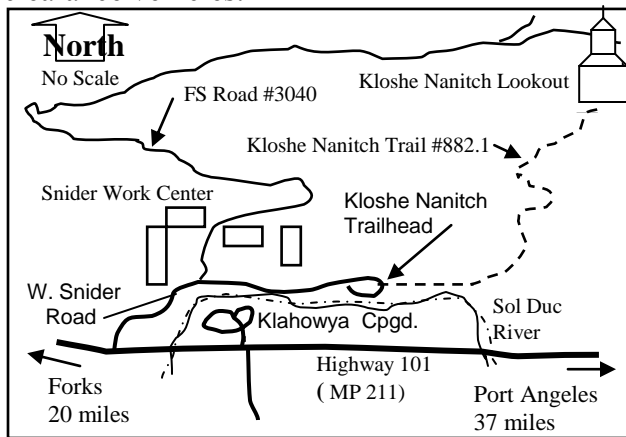 North
No Scale
Kloshe Nanitch Lookout
FS Road #3040
Kloshe Nanitch Trail #882.1
Snider Work Center
Kloshe Nanitch
Trailhead
W. Snider
Road
Klahowya Cpgd.
Sol Duc
River
Highway 101
( MP 211)
Forks
20 miles
Port Angeles
37 miles